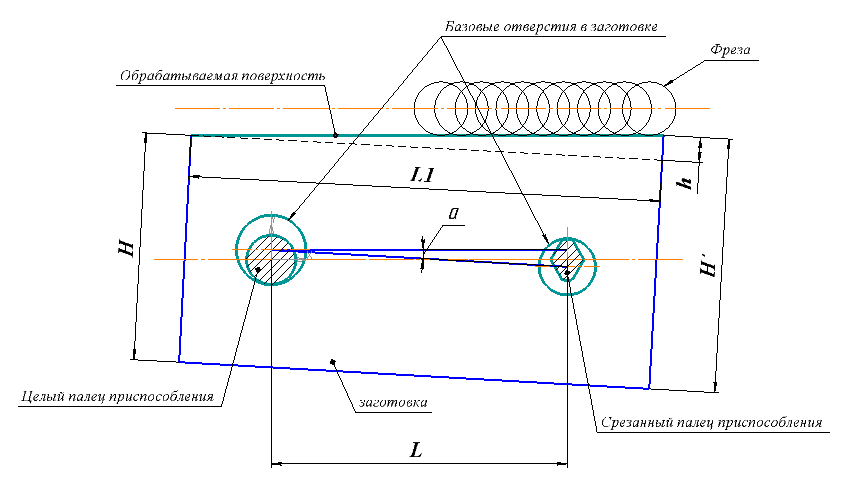 Базовые отверстия в заготовке
Фреза
Обрабатываемая поверхность
h
L1
a
H
H'
Целый палец приспособления
заготовка
Срезанный палец приспособления
L